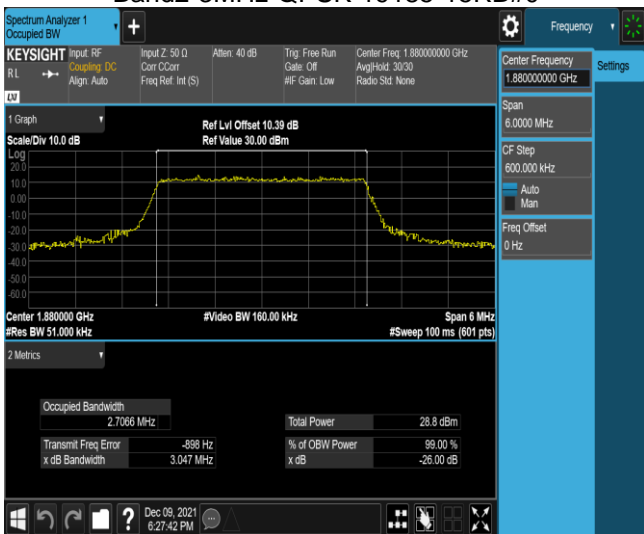 Spectrum Analyzer 1
Occupied BW
Frequency
KEYSIGHT
Input: RF
Input Z: 50 Ω
Atten: 40 dB
Trig: Free Run
Center Freq: 1.880000000 GHz
R L
Coupling: DC
Corr CCorr
Gate: Off
Avg|Hold: 30/30
Align: Auto
Freq Ref: Int (S)
#IF Gain: Low
Radio Std: None
LXI
Center Frequency
1.880000000 GHz
Settings
Span
6.0000 MHz
CF Step
600.000 kHz
Auto
Man
Freq Offset
0 Hz
1 Graph
Ref Lvl Offset 10.39 dB
Scale/Div 10.0 dB
Ref Value 30.00 dBm
Log
20.0
10.0
0.00
-10.0
-20.0
-30.0
-40.0
-50.0
-60.0
Center 1.880000 GHz
#Video BW 160.00 kHz
Span 6 MHz
#Res BW 51.000 kHz
#Sweep 100 ms (601 pts)
2 Metrics
Occupied Bandwidth
2.7066 MHz
Total Power
28.8 dBm
Transmit Freq Error
-898 Hz
% of OBW Power
99.00 %
x dB Bandwidth
3.047 MHz
x dB
-26.00 dB
?
Dec 09, 2021
6:27:42 PM